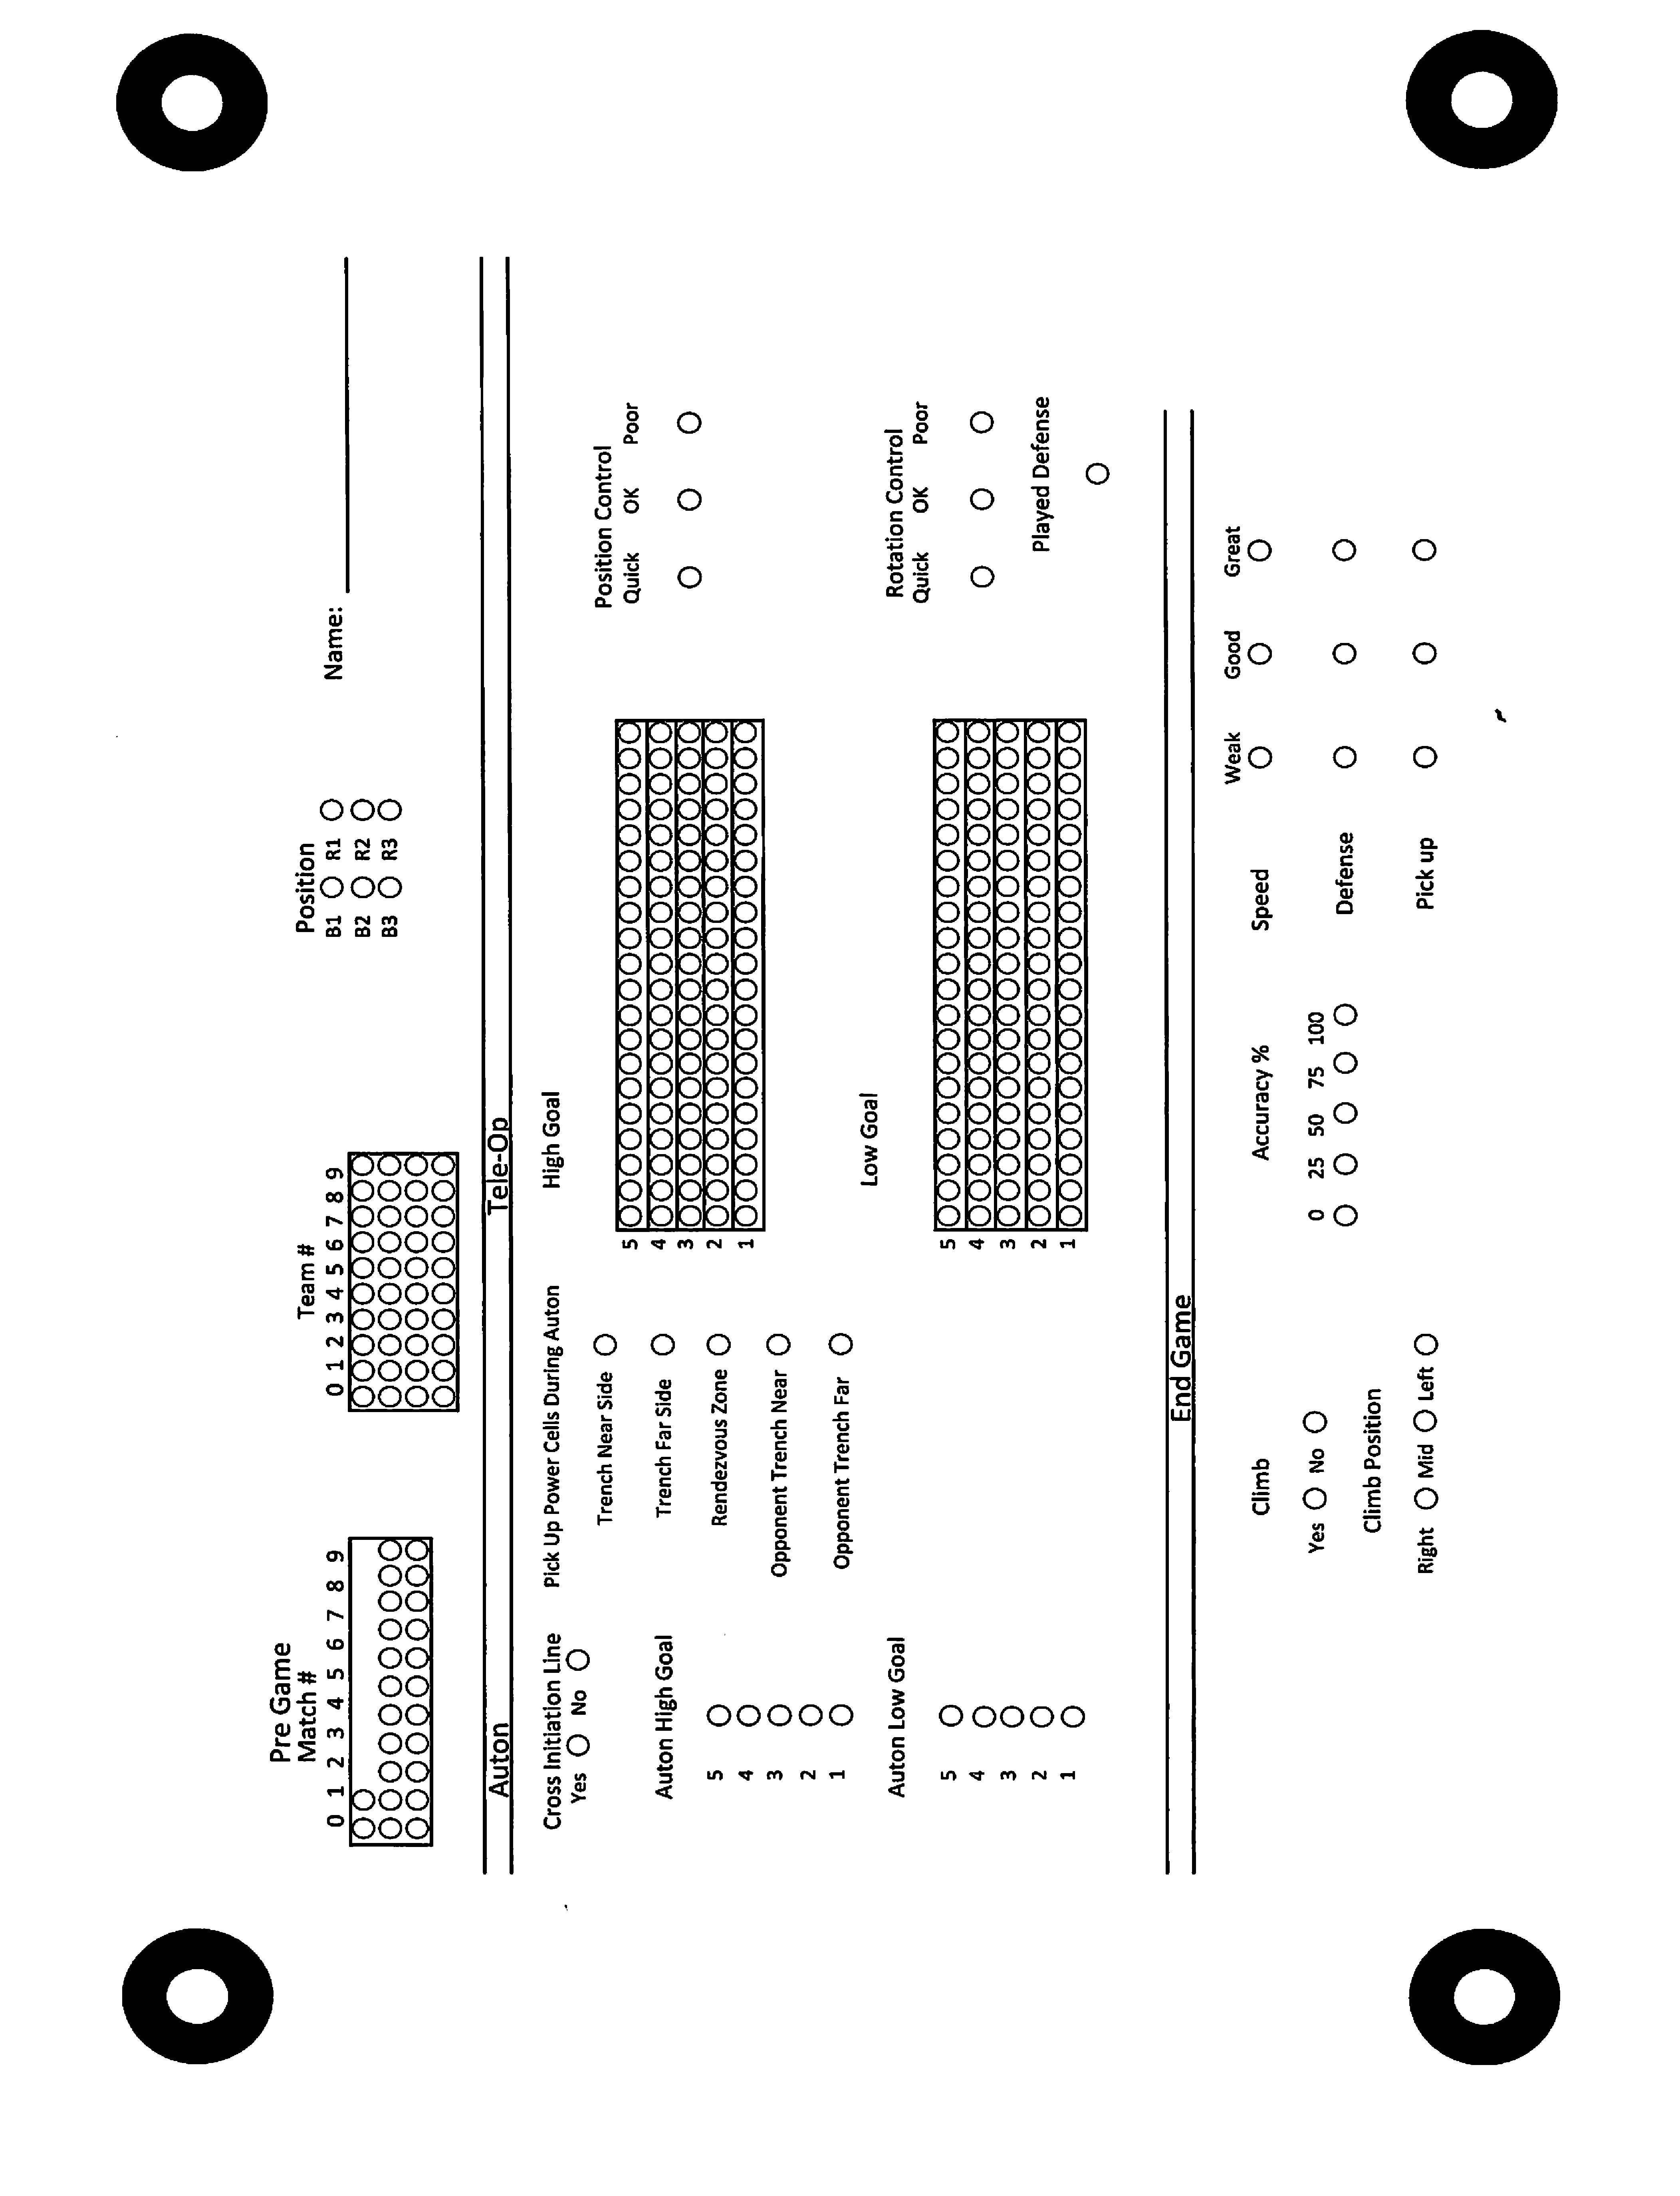 Pre Game
Match #
0 1 2 3 4 5 6 7 8 9
Team #
0 1 2 3 4 5 6 7 8 9
Position
B1 R1
B2 R2
B3 R3
Name:
Auton
Tele-Op
Cross Initiation Line
Yes No
Auton High Goal
5
4
3
2
1
Auton Low Goal
5
4
3
2
1
Pick Up Power Cells During Auton
Trench Near Side
Trench Far Side
Rendezvous Zone
Opponent Trench Near
Opponent Trench Far
High Goal
5
4
3
2
1
Low Goal
5
4
3
2
1
Position Control
Quick OK Poor
Rotation Control
Quick OK Poor
Played Defense
End Game
Climb
Yes No
Climb Position
Right Mid Left
Accuracy %
0 25 50 75 100
Weak Good Great
Speed
Defense
Pick up